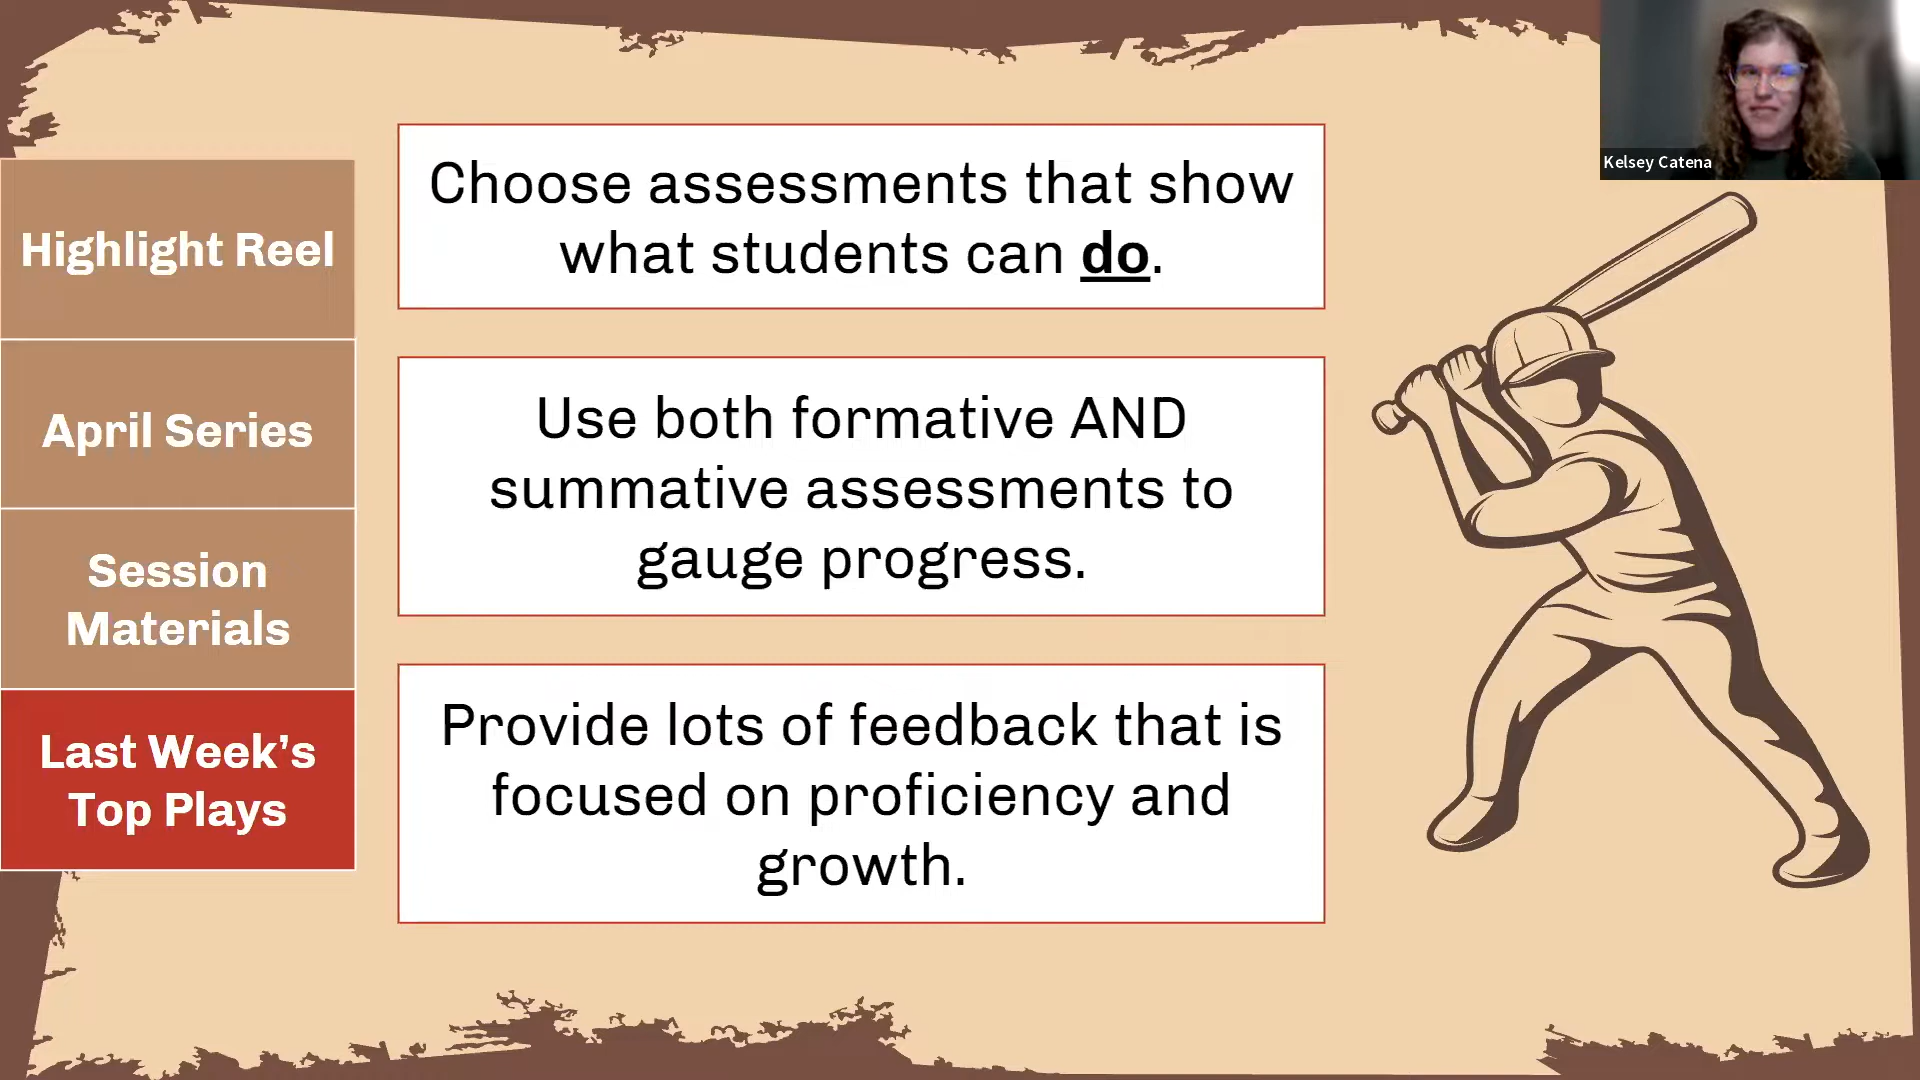 Highlight Reel
April Series
Session
Materials
Last Week’s
Top Plays
Choose assessments that show
what students can do.
Use both formative AND
summative assessments to
gauge progress.
Provide lots of feedback that is
focused on proficiency and
growth.
Kelsey Catena